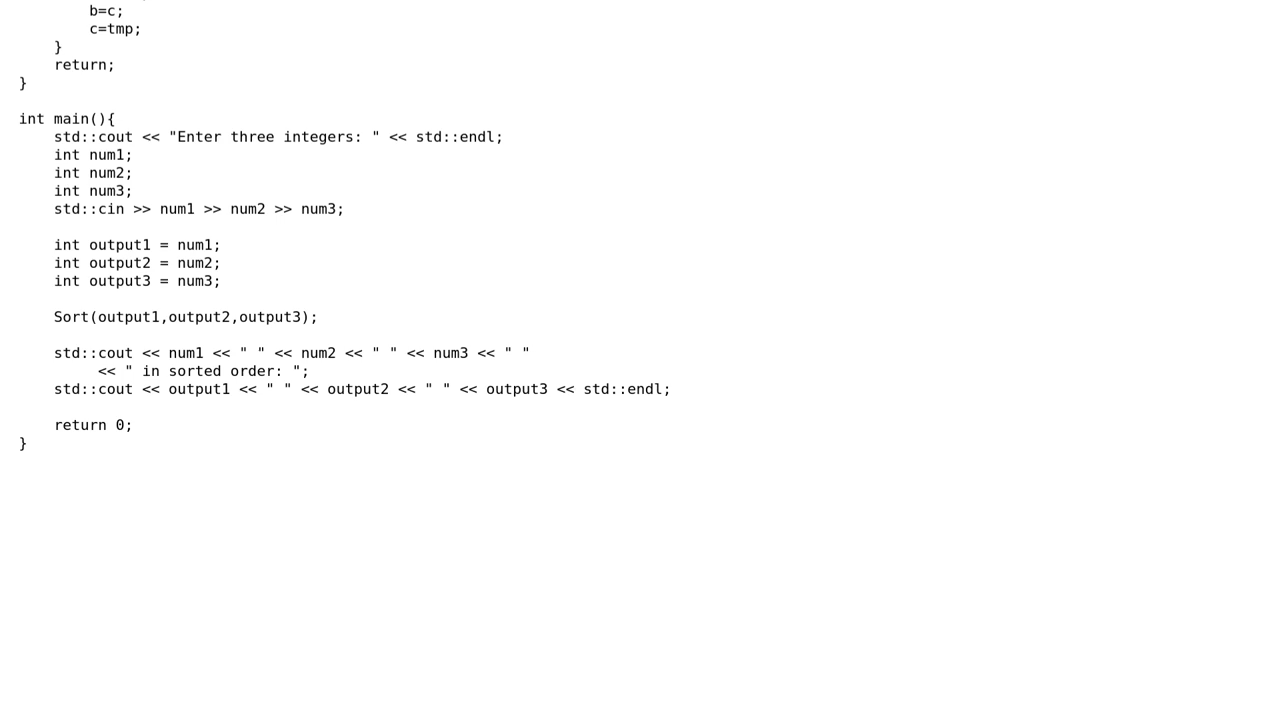 b=c;
        c=tmp;
    }
    return;
}

int main(){
    std::cout << "Enter three integers: " << std::endl;
    int num1;
    int num2;
    int num3;
    std::cin >> num1 >> num2 >> num3;

    int output1 = num1;
    int output2 = num2;
    int output3 = num3;

    Sort(output1,output2,output3);

    std::cout << num1 << " " << num2 << " " << num3 << " "
         << " in sorted order: ";
    std::cout << output1 << " " << output2 << " " << output3 << std::endl;

    return 0;
}